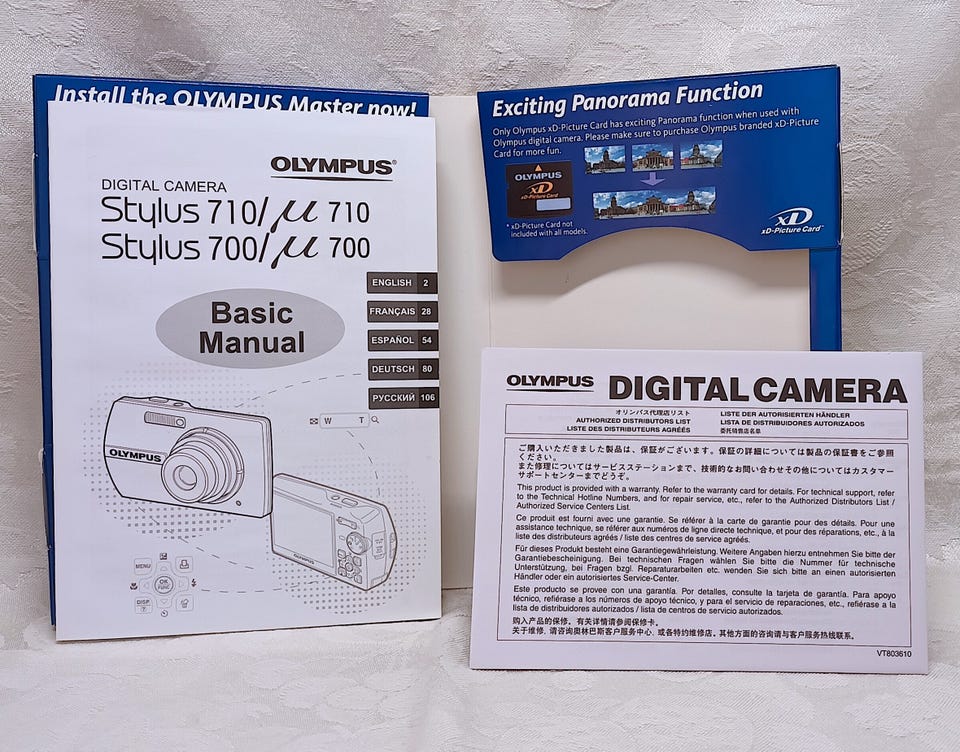 Install the OLYMPUS Master now!
OLYMPUS®
DIGITAL CAMERA
Stylus 710/μ 710
Stylus 700/μ 700
ENGLISH 2
FRANÇAIS 28
ESPAÑOL 54
DEUTSCH 80
РУССКИЙ 106
Basic
Manual
W T
OLYMPUS
OLYMPUS
MENU
OK
FUNC
DISP.
?
Exciting Panorama Function
Only Olympus xD-Picture Card has exciting Panorama function when used with
Olympus digital camera. Please make sure to purchase Olympus branded xD-Picture
Card for more fun.
OLYMPUS
xD
xD-Picture Card
* xD-Picture Card not
included with all models.
xD
xD-Picture Card™
OLYMPUS DIGITAL CAMERA
オリンパス代理店リスト
AUTHORIZED DISTRIBUTORS LIST
LISTE DES DISTRIBUTEURS AGRÉÉS
LISTE DER AUTORISIERTEN HÄNDLER
LISTA DE DISTRIBUIDORES AUTORIZADOS
委托销售店名单
ご購入いただきました製品は、保証がございます。保証の詳細については製品の保証書をご参照
ください。
また修理についてはサービスステーションまで、技術的なお問い合わせその他についてはカスタマー
サポートセンターまでどうぞ。
This product is provided with a warranty. Refer to the warranty card for details. For technical support, refer
to the Technical Hotline Numbers, and for repair service, etc., refer to the Authorized Distributors List /
Authorized Service Centers List.
Ce produit est fourni avec une garantie. Se référer à la carte de garantie pour des détails. Pour une
assistance technique, se référer aux numéros de ligne directe technique, et pour des réparations, etc., à la
liste des distributeurs agréés / liste des centres de service agréés.
Für dieses Produkt besteht eine Garantiegewährleistung. Weitere Angaben hierzu entnehmen Sie bitte der
Garantiebescheinigung. Bei technischen Fragen wählen Sie bitte die Nummer für technische
Unterstützung, bei Fragen bzgl. Reparaturarbeiten etc. wenden Sie sich bitte an einen autorisierten
Händler oder ein autorisiertes Service-Center.
Este producto se provee con una garantía. Por detalles, consulte la tarjeta de garantía. Para apoyo
técnico, refiérase a los números de apoyo técnico, y para el servicio de reparaciones, etc., refiérase a la
lista de distribuidores autorizados / lista de centros de servicio autorizados.
购入产品的保修，有关详情请参阅保修卡。
关于维修，请咨询奥林巴斯客户服务中心，或各特约维修店。其他方面的咨询请与客户服务热线联系。
VT803610